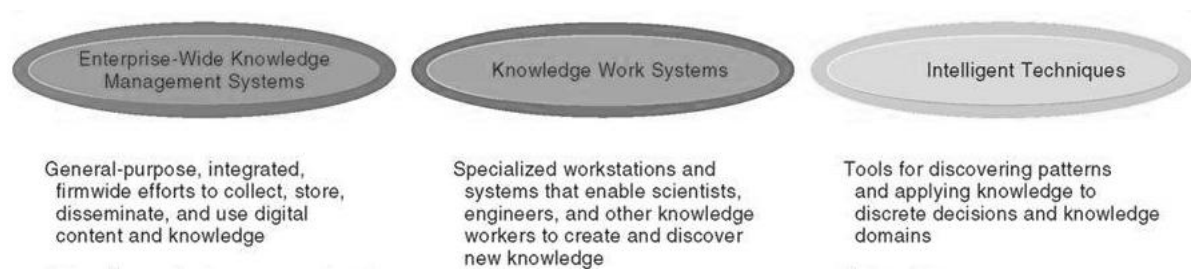 Enterprise-Wide Knowledge
Management Systems
Knowledge Work Systems
Intelligent Techniques
General-purpose, integrated,
firmwide efforts to collect, store,
disseminate, and use digital
content and knowledge
Specialized workstations and
systems that enable scientists,
engineers, and other knowledge
workers to create and discover
new knowledge
Tools for discovering patterns
and applying knowledge to
discrete decisions and knowledge
domains